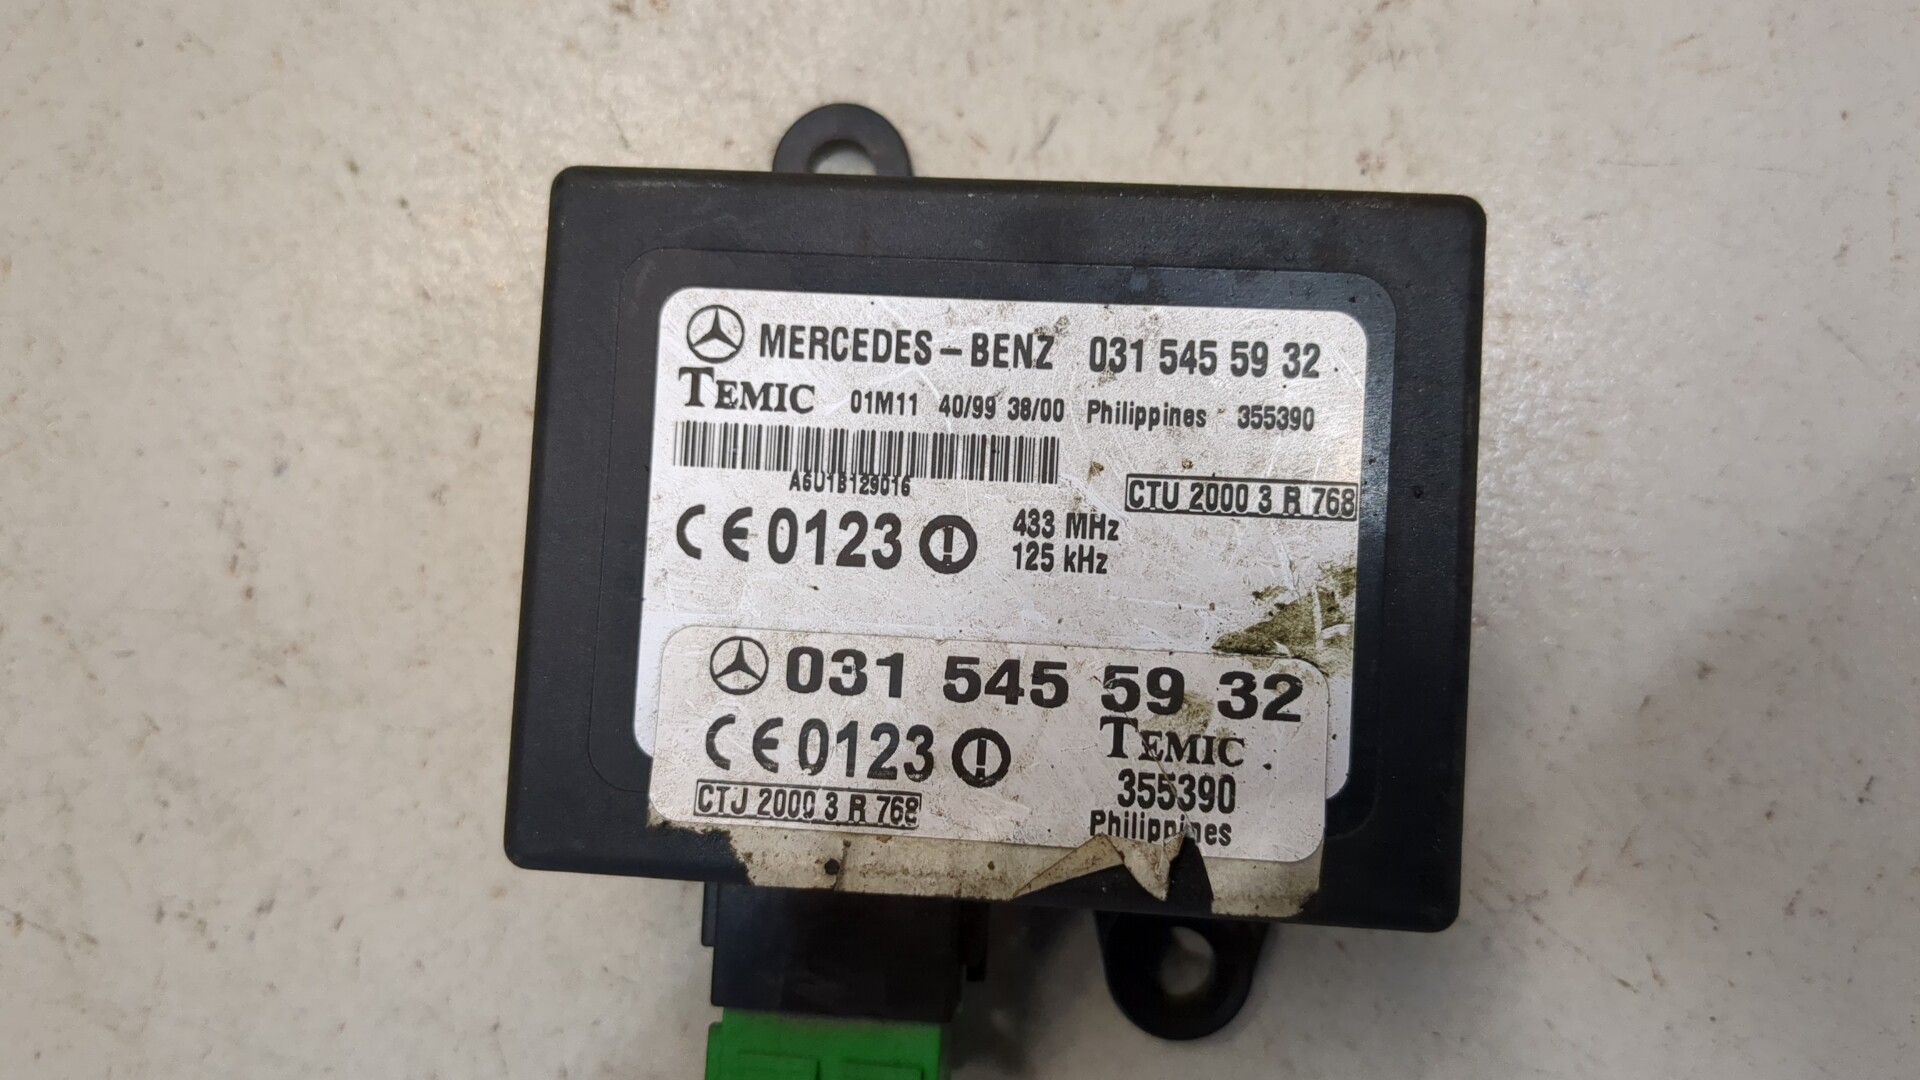 MERCEDES-BENZ 031 545 59 32
TEMIC 01M11 40/99 38/00 Philippines 355390
A6U1B129016
CTU 2000 3 R 768
CE 0123 433 MHz
125 kHz
031 545 59 32
CE 0123 TEMIC
355390
CTJ 2000 3 R 768
Philippines